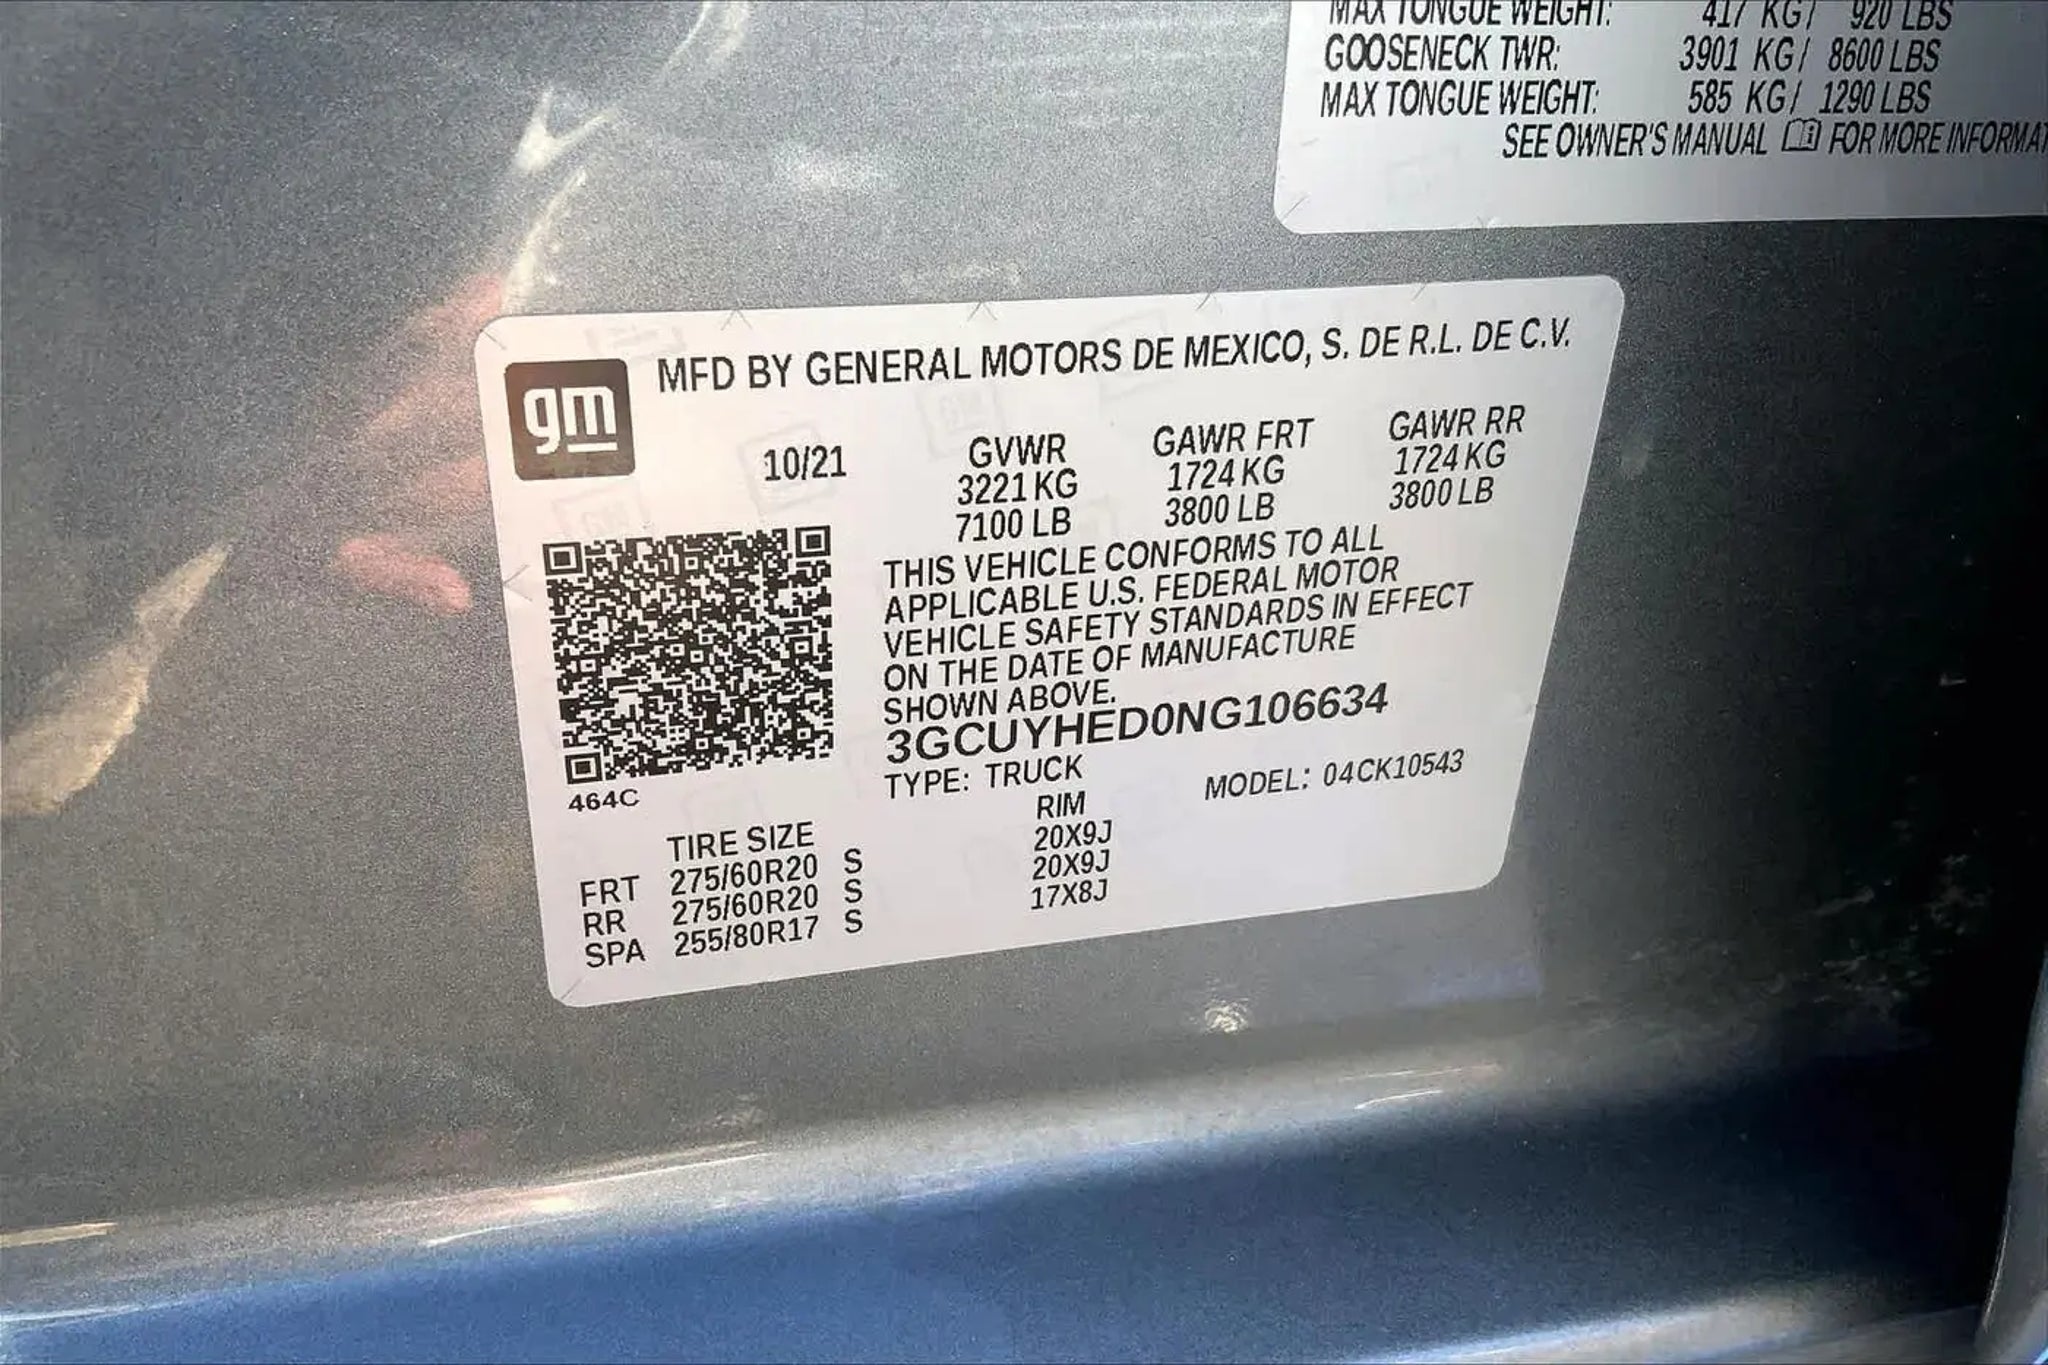 MAX TONGUE WEIGHT: 417 KG/ 920 LBS
GOOSENECK TWR: 3901 KG/ 8600 LBS
MAX TONGUE WEIGHT: 585 KG/ 1290 LBS
SEE OWNER'S MANUAL FOR MORE INFORMAT
gm
MFD BY GENERAL MOTORS DE MEXICO, S. DE R.L. DE C.V.
10/21 GVWR GAWR FRT GAWR RR
3221 KG 1724 KG 1724 KG
7100 LB 3800 LB 3800 LB
THIS VEHICLE CONFORMS TO ALL
APPLICABLE U.S. FEDERAL MOTOR
VEHICLE SAFETY STANDARDS IN EFFECT
ON THE DATE OF MANUFACTURE
SHOWN ABOVE.
3GCUYHED0NG106634
TYPE: TRUCK MODEL: 04CK10543
464C
TIRE SIZE RIM
FRT 275/60R20 S 20X9J
RR 275/60R20 S 20X9J
SPA 255/80R17 S 17X8J